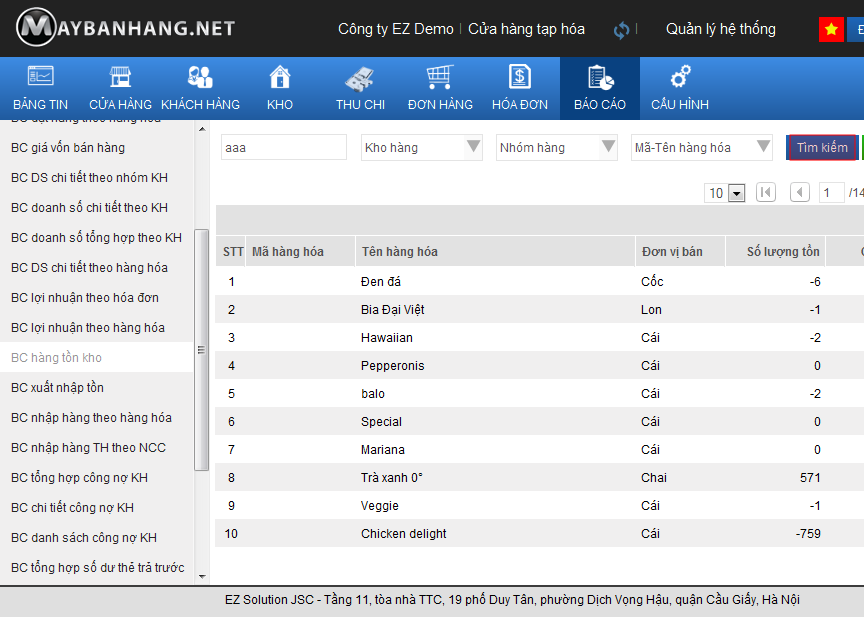 MAYBANHANG.NET
Công ty EZ Demo | Cửa hàng tạp hóa | Quản lý hệ thống
BẢNG TIN CỬA HÀNG KHÁCH HÀNG KHO THU CHI ĐƠN HÀNG HÓA ĐƠN BÁO CÁO CẤU HÌNH
BC đặt hàng theo hàng hóa
BC giá vốn bán hàng
BC DS chi tiết theo nhóm KH
BC doanh số chi tiết theo KH
BC doanh số tổng hợp theo KH
BC DS chi tiết theo hàng hóa
BC lợi nhuận theo hóa đơn
BC lợi nhuận theo hàng hóa
BC hàng tồn kho
BC xuất nhập tồn
BC nhập hàng theo hàng hóa
BC nhập hàng TH theo NCC
BC tổng hợp công nợ KH
BC chi tiết công nợ KH
BC danh sách công nợ KH
BC tổng hợp số dư thẻ trả trước
aaa Kho hàng Nhóm hàng Mã-Tên hàng hóa Tìm kiếm
10 1 /14
STT Mã hàng hóa Tên hàng hóa Đơn vị bán Số lượng tồn
1 Đen đá Cốc -6
2 Bia Đại Việt Lon -1
3 Hawaiian Cái -2
4 Pepperonis Cái 0
5 balo Cái -2
6 Special Cái 0
7 Mariana Cái 0
8 Trà xanh 0° Chai 571
9 Veggie Cái -1
10 Chicken delight Cái -759
EZ Solution JSC - Tầng 11, tòa nhà TTC, 19 phố Duy Tân, phường Dịch Vọng Hậu, quận Cầu Giấy, Hà Nội